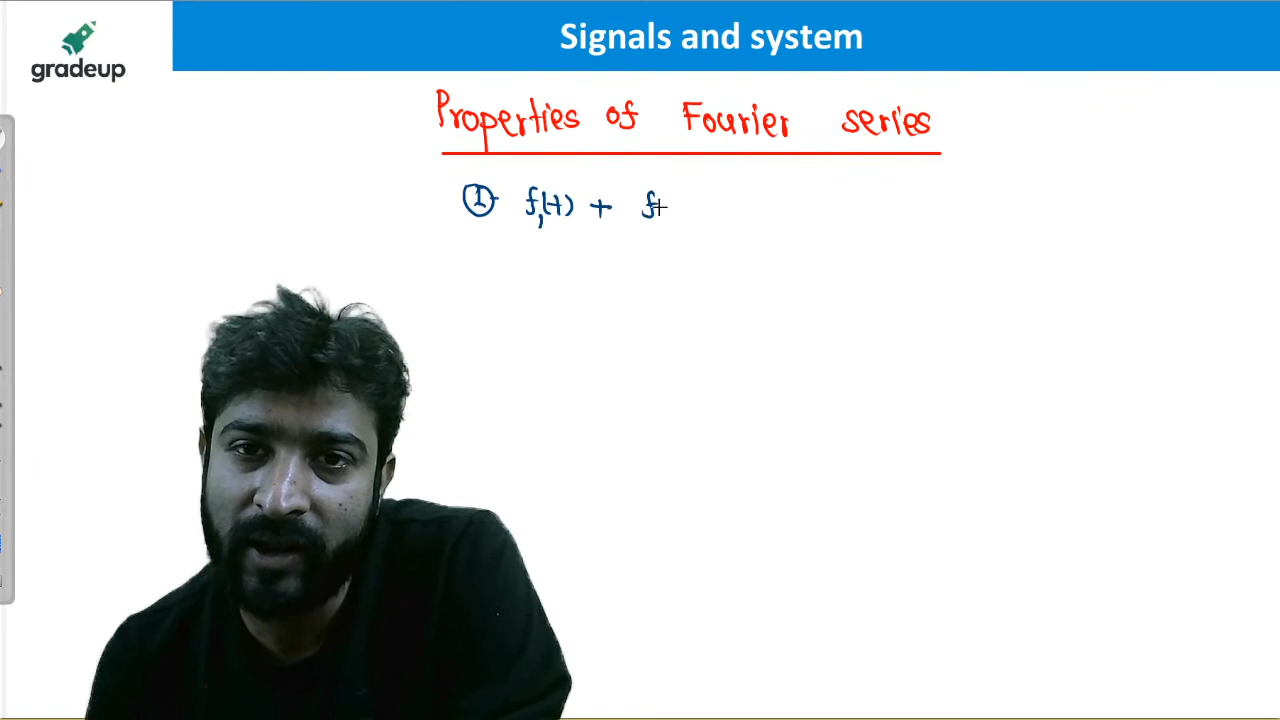 gradeup
Signals and system
Properties of Fourier series
① f₁(t) + f